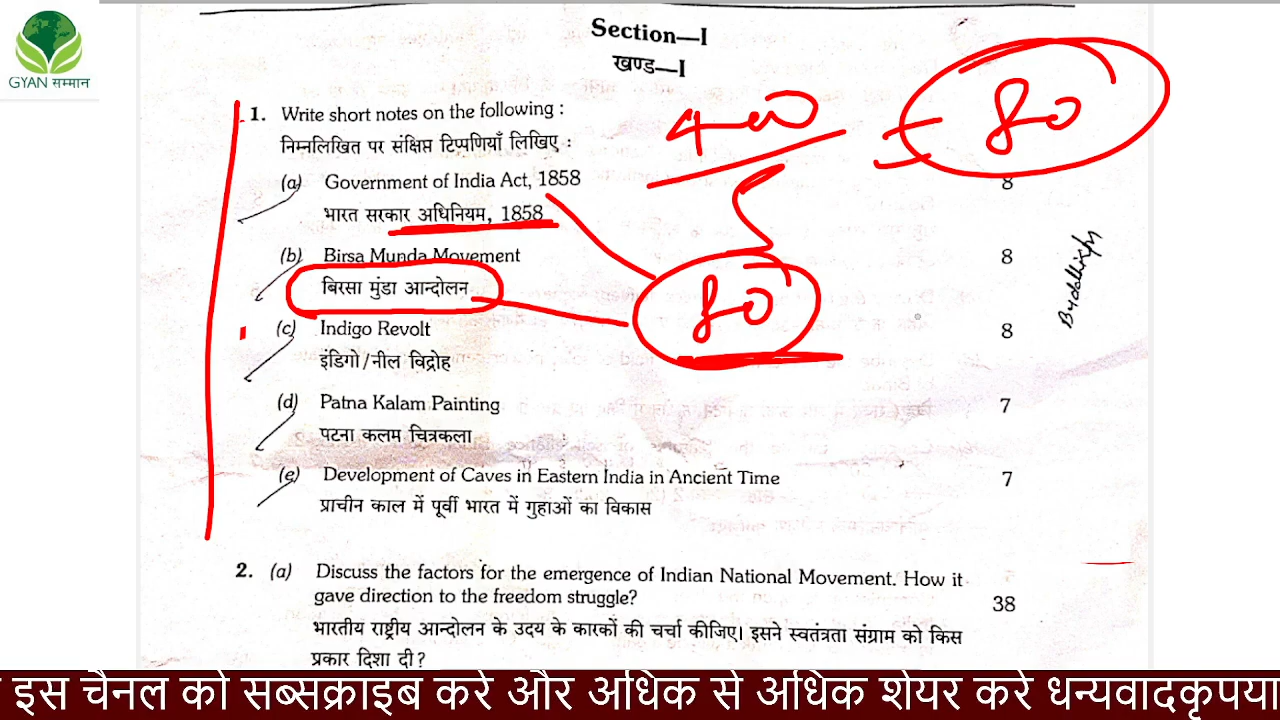 GYAN सम्मान
Section—I
खण्ड—I
1. Write short notes on the following :
निम्नलिखित पर संक्षिप्त टिप्पणियाँ लिखिए :
400
5
= 80
(a) Government of India Act, 1858 8
भारत सरकार अधिनियम, 1858
(b) Birsa Munda Movement 8
बिरसा मुंडा आन्दोलन
80
(c) Indigo Revolt 8
इंडिगो/नील विद्रोह
(d) Patna Kalam Painting 7
पटना कलम चित्रकला
(e) Development of Caves in Eastern India in Ancient Time 7
प्राचीन काल में पूर्वी भारत में गुहाओं का विकास
2. (a) Discuss the factors for the emergence of Indian National Movement. How it
gave direction to the freedom struggle? 38
भारतीय राष्ट्रीय आन्दोलन के उदय के कारकों की चर्चा कीजिए। इसने स्वतंत्रता संग्राम को किस
प्रकार दिशा दी?
इस चैनल को सब्सक्राइब करे और अधिक से अधिक शेयर करे धन्यवादकृपया